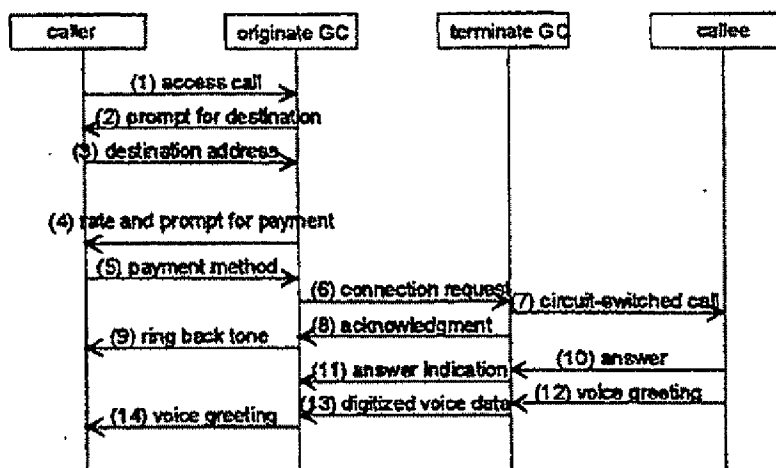 caller originate GC terminate GC callee
(1) access call
(2) prompt for destination
(3) destination address
(4) rate and prompt for payment
(5) payment method
(6) connection request
(7) circuit-switched call
(8) acknowledgment
(9) ring back tone
(10) answer
(11) answer indication
(12) voice greeting
(13) digitized voice data
(14) voice greeting